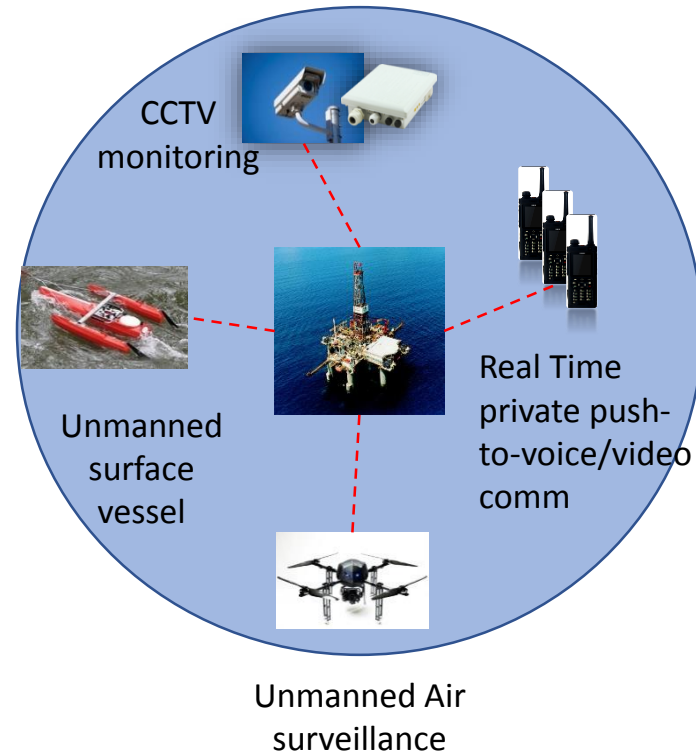 CCTV
monitoring
Real Time
private push-
to-voice/video
comm
Unmanned
surface
vessel
Unmanned Air
surveillance